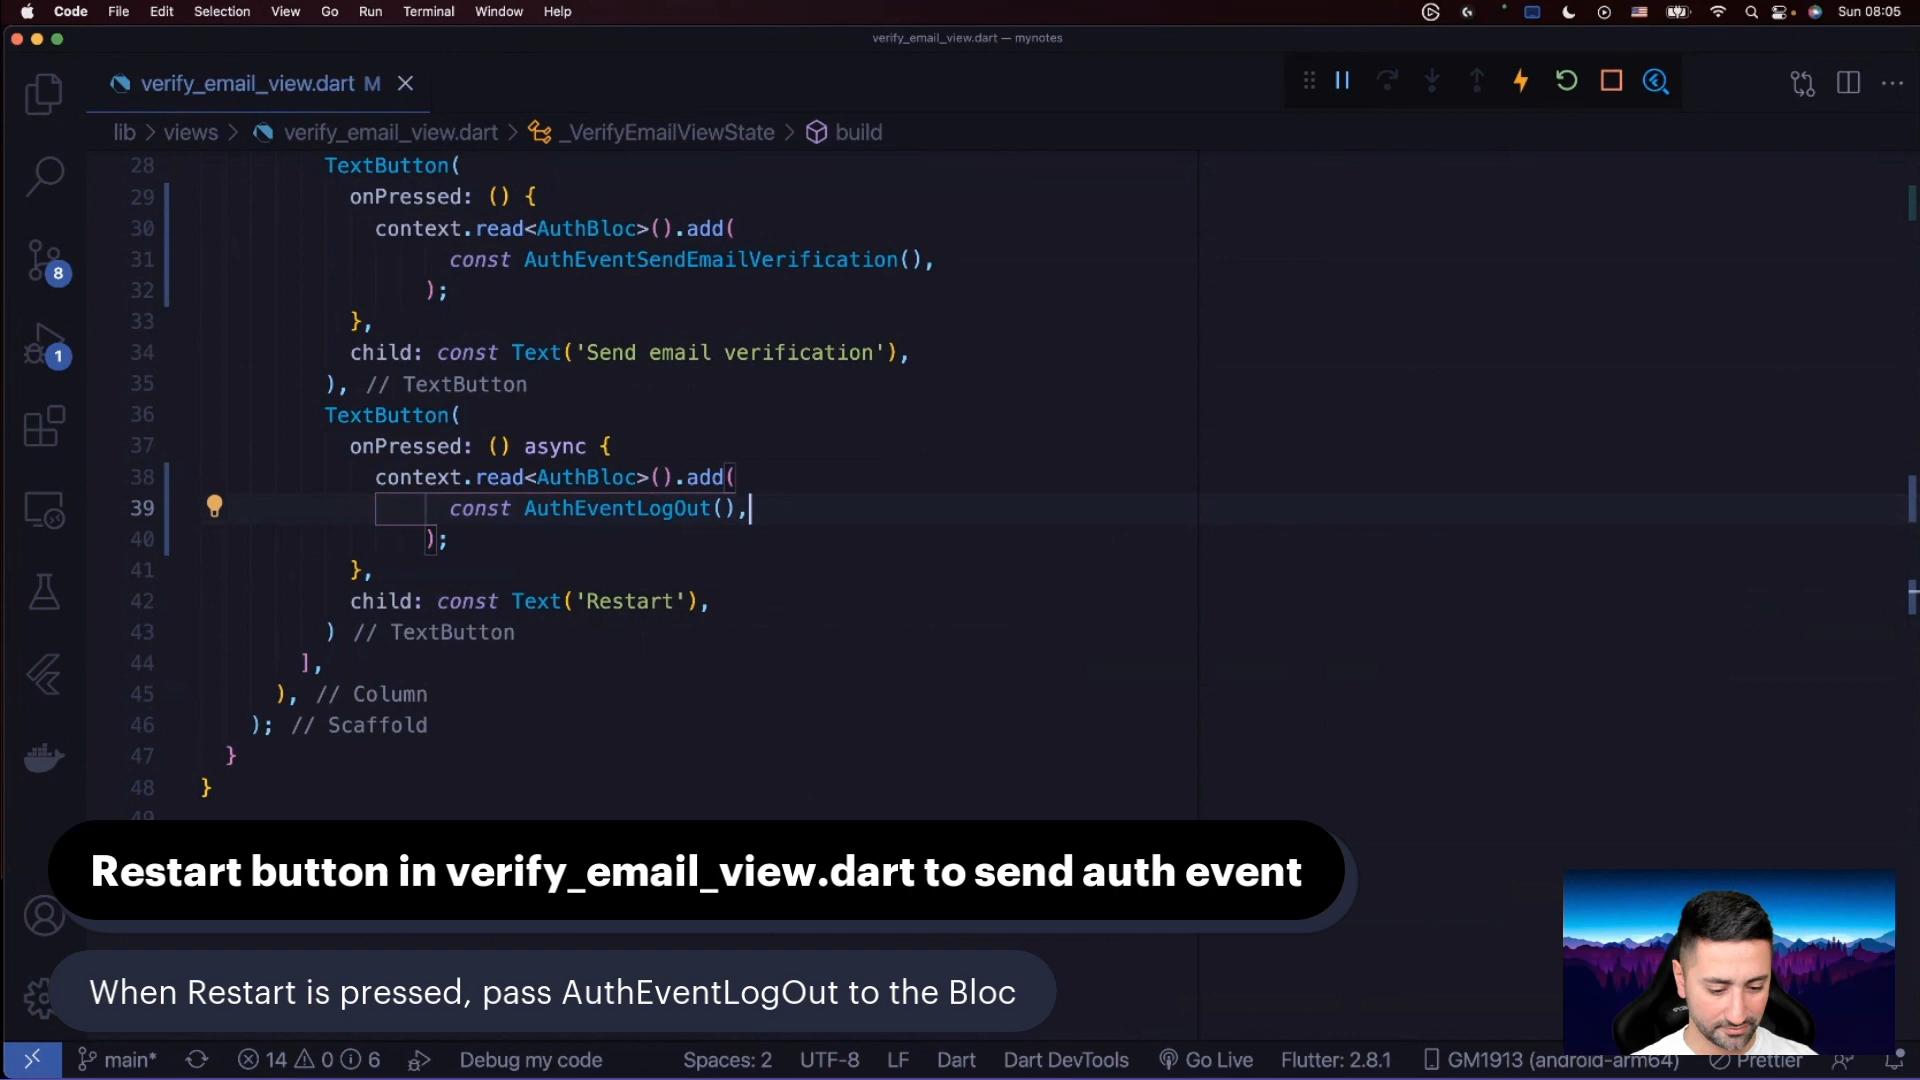 Code File Edit Selection View Go Run Terminal Window Help Sun 08:05
verify_email_view.dart — mynotes
verify_email_view.dart M
lib > views > verify_email_view.dart > _VerifyEmailViewState > build
28 TextButton(
29 onPressed: () {
30 context.read<AuthBloc>().add(
31 const AuthEventSendEmailVerification(),
32 );
33 },
34 child: const Text('Send email verification'),
35 ), // TextButton
36 TextButton(
37 onPressed: () async {
38 context.read<AuthBloc>().add(
39 const AuthEventLogOut(),
40 );
41 },
42 child: const Text('Restart'),
43 ) // TextButton
44 ],
45 ), // Column
46 ); // Scaffold
47 }
48 }
49
8
1
Restart button in verify_email_view.dart to send auth event
When Restart is pressed, pass AuthEventLogOut to the Bloc
main* 14 0 6 Debug my code Spaces: 2 UTF-8 LF Dart Dart DevTools Go Live Flutter: 2.8.1 GM1913 (android-arm64) Prettier